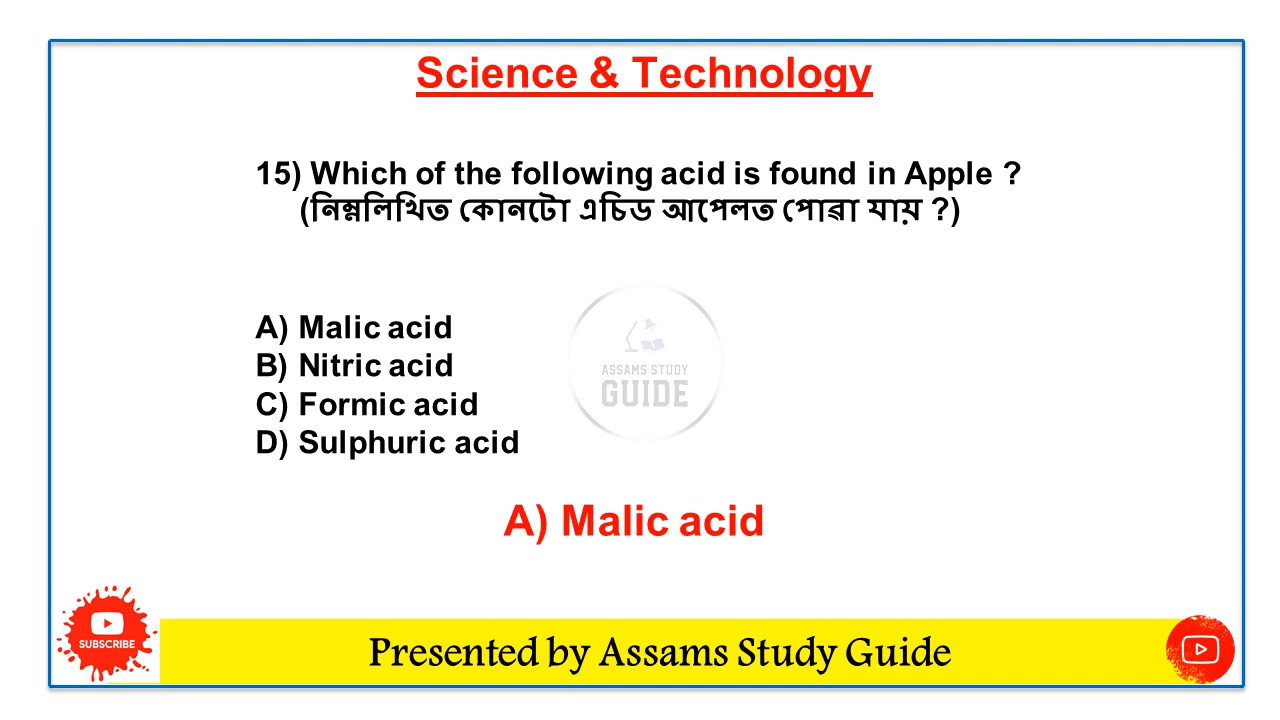 Science & Technology
15) Which of the following acid is found in Apple ?
(নিম্নলিখিত কোনটো এচিড আপেলত পোৱা যায় ?)
A) Malic acid
B) Nitric acid
C) Formic acid
D) Sulphuric acid
ASSAMS STUDY
GUIDE
A) Malic acid
SUBSCRIBE
Presented by Assams Study Guide